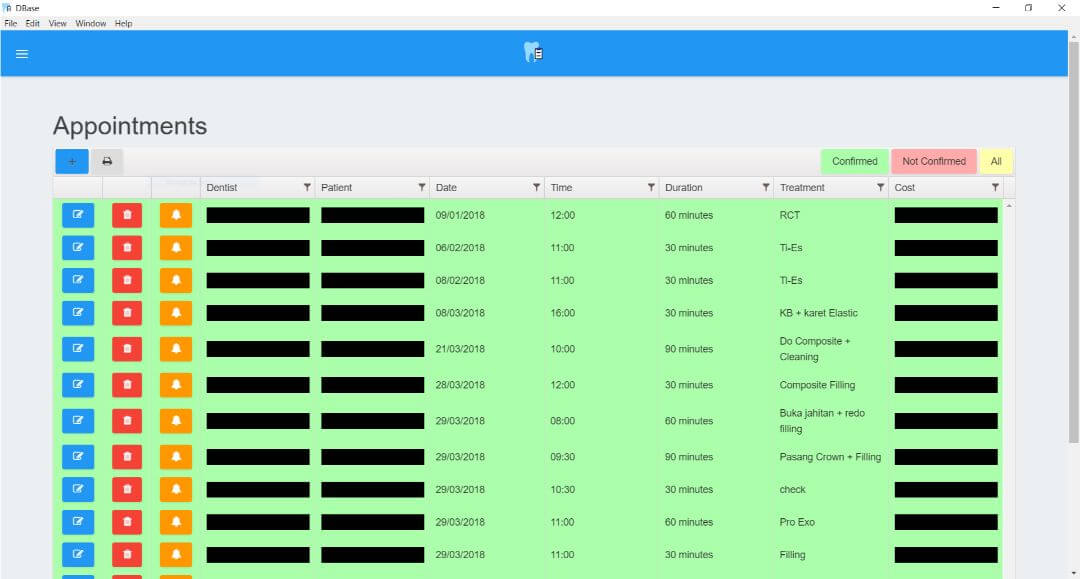 DBase
File Edit View Window Help
Appointments
+
Confirmed Not Confirmed All
Dentist Patient Date Time Duration Treatment Cost
09/01/2018 12:00 60 minutes RCT
06/02/2018 11:00 30 minutes Ti-Es
08/02/2018 11:00 30 minutes Ti-Es
08/03/2018 16:00 30 minutes KB + karet Elastic
21/03/2018 10:00 90 minutes Do Composite +
Cleaning
28/03/2018 12:00 30 minutes Composite Filling
29/03/2018 08:00 60 minutes Buka jahitan + redo
filling
29/03/2018 09:30 90 minutes Pasang Crown + Filling
29/03/2018 10:30 30 minutes check
29/03/2018 11:00 60 minutes Pro Exo
29/03/2018 11:00 30 minutes Filling